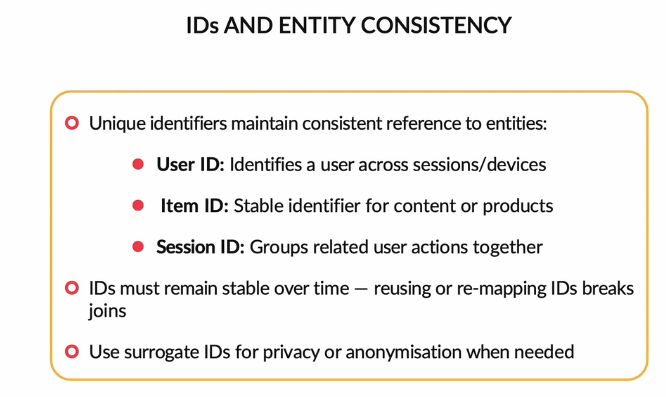 IDs AND ENTITY CONSISTENCY
Unique identifiers maintain consistent reference to entities:
User ID: Identifies a user across sessions/devices
Item ID: Stable identifier for content or products
Session ID: Groups related user actions together
IDs must remain stable over time — reusing or re-mapping IDs breaks
joins
Use surrogate IDs for privacy or anonymisation when needed